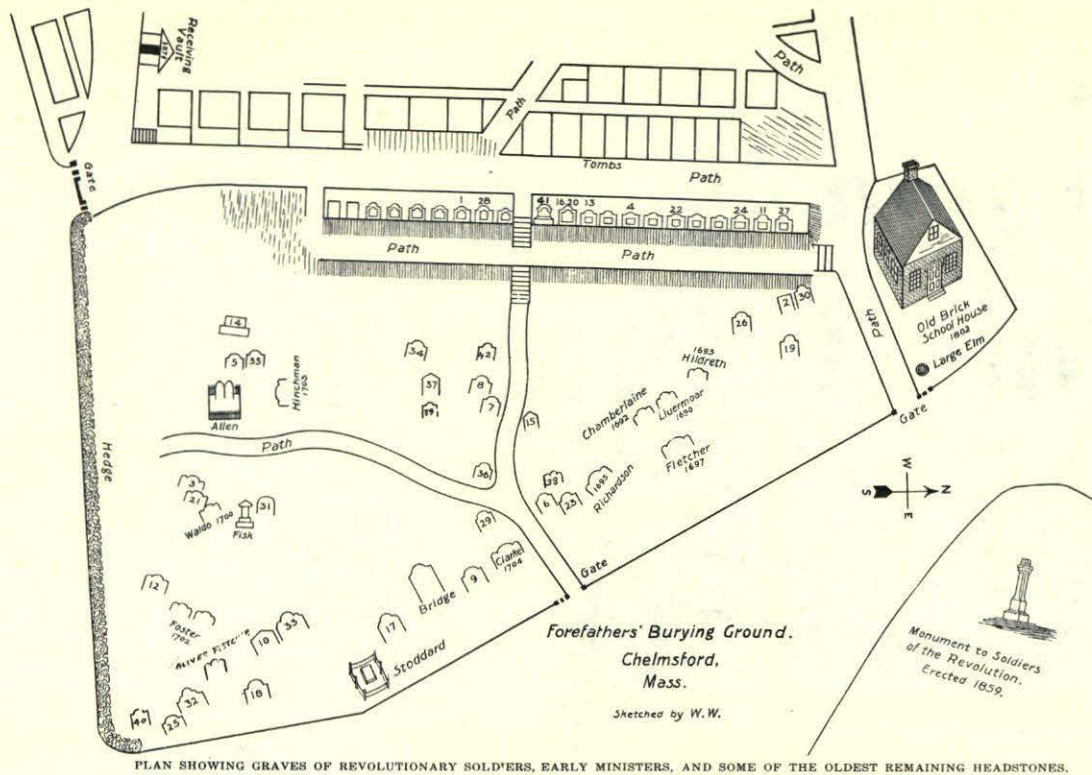 Receiving
Vault
Path
Path
Gate
Tombs
Path
1
28
41
16,20
13
4
22
24
11
27
Path
Path
Path
2
30
26
19
Old Brick
School House
1802
Large Elm
Gate
14
5
35
Hinchman
1703
Allen
34
42
37
8
39
7
15
36
1693
Hildreth
Chamberlaine
1692
Livermoar
1690
Fletcher
1697
38
6
23
1695
Richardson
Hedge
Path
3
21
Waldo 1700
Fisk
31
29
Clarke
1704
9
Bridge
17
Stoddard
12
Foster
1702
10
33
32
18
40
25
Gate
W
S
N
E
Forefathers' Burying Ground.
Chelmsford,
Mass.
Sketched by W.W.
Monument to Soldiers
of the Revolution.
Erected 1859.
PLAN SHOWING GRAVES OF REVOLUTIONARY SOLDIERS, EARLY MINISTERS, AND SOME OF THE OLDEST REMAINING HEADSTONES.